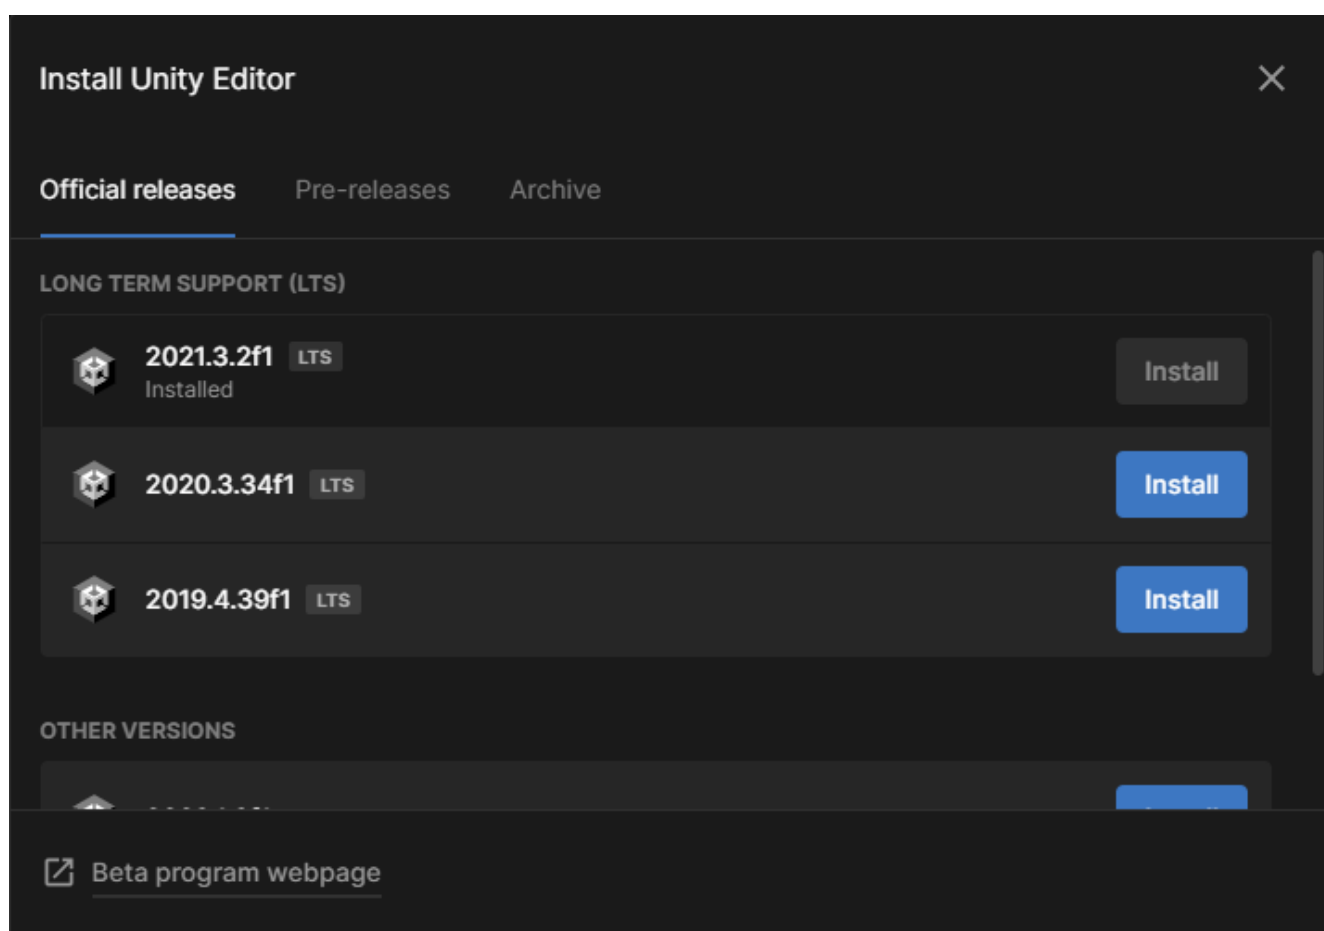 Install Unity Editor
Official releases Pre-releases Archive
LONG TERM SUPPORT (LTS)
2021.3.2f1 LTS
Installed
Install
2020.3.34f1 LTS
Install
2019.4.39f1 LTS
Install
OTHER VERSIONS
Beta program webpage